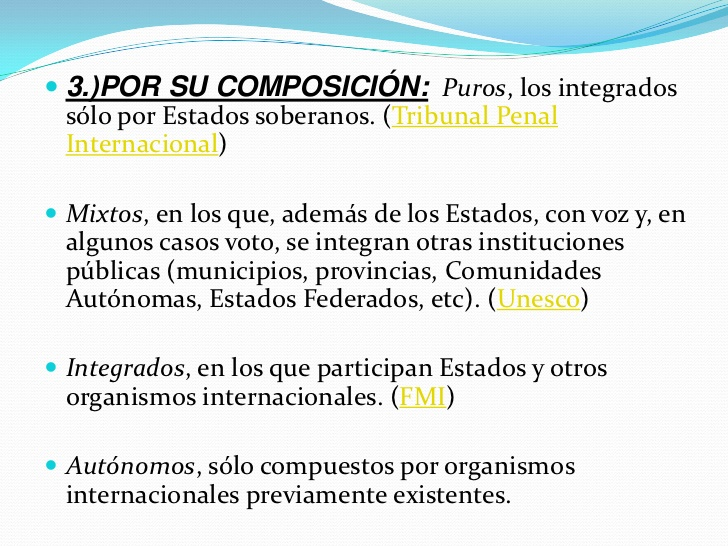 • 3.)POR SU COMPOSICIÓN: Puros, los integrados
sólo por Estados soberanos. (Tribunal Penal
Internacional)
• Mixtos, en los que, además de los Estados, con voz y, en
algunos casos voto, se integran otras instituciones
públicas (municipios, provincias, Comunidades
Autónomas, Estados Federados, etc). (Unesco)
• Integrados, en los que participan Estados y otros
organismos internacionales. (FMI)
• Autónomos, sólo compuestos por organismos
internacionales previamente existentes.